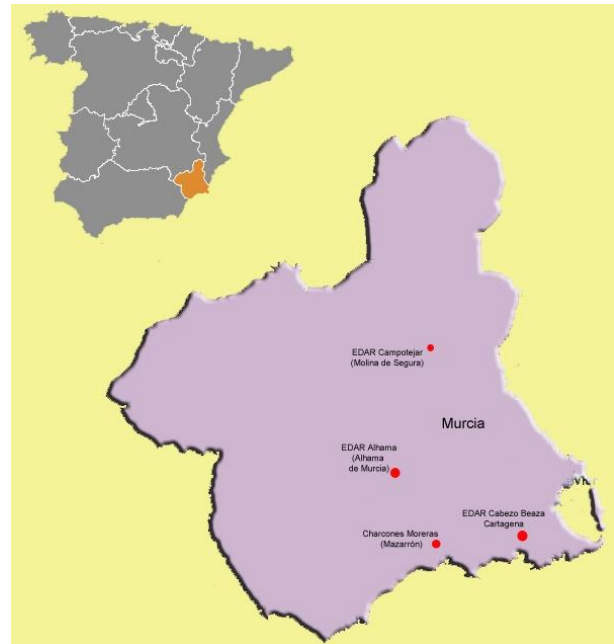 EDAR Campotejar
(Molina de Segura)
Murcia
EDAR Alhama
(Alhama
de Murcia)
EDAR Cabezo Beaza
Cartagena
Charcones Moreras
(Mazarrón)